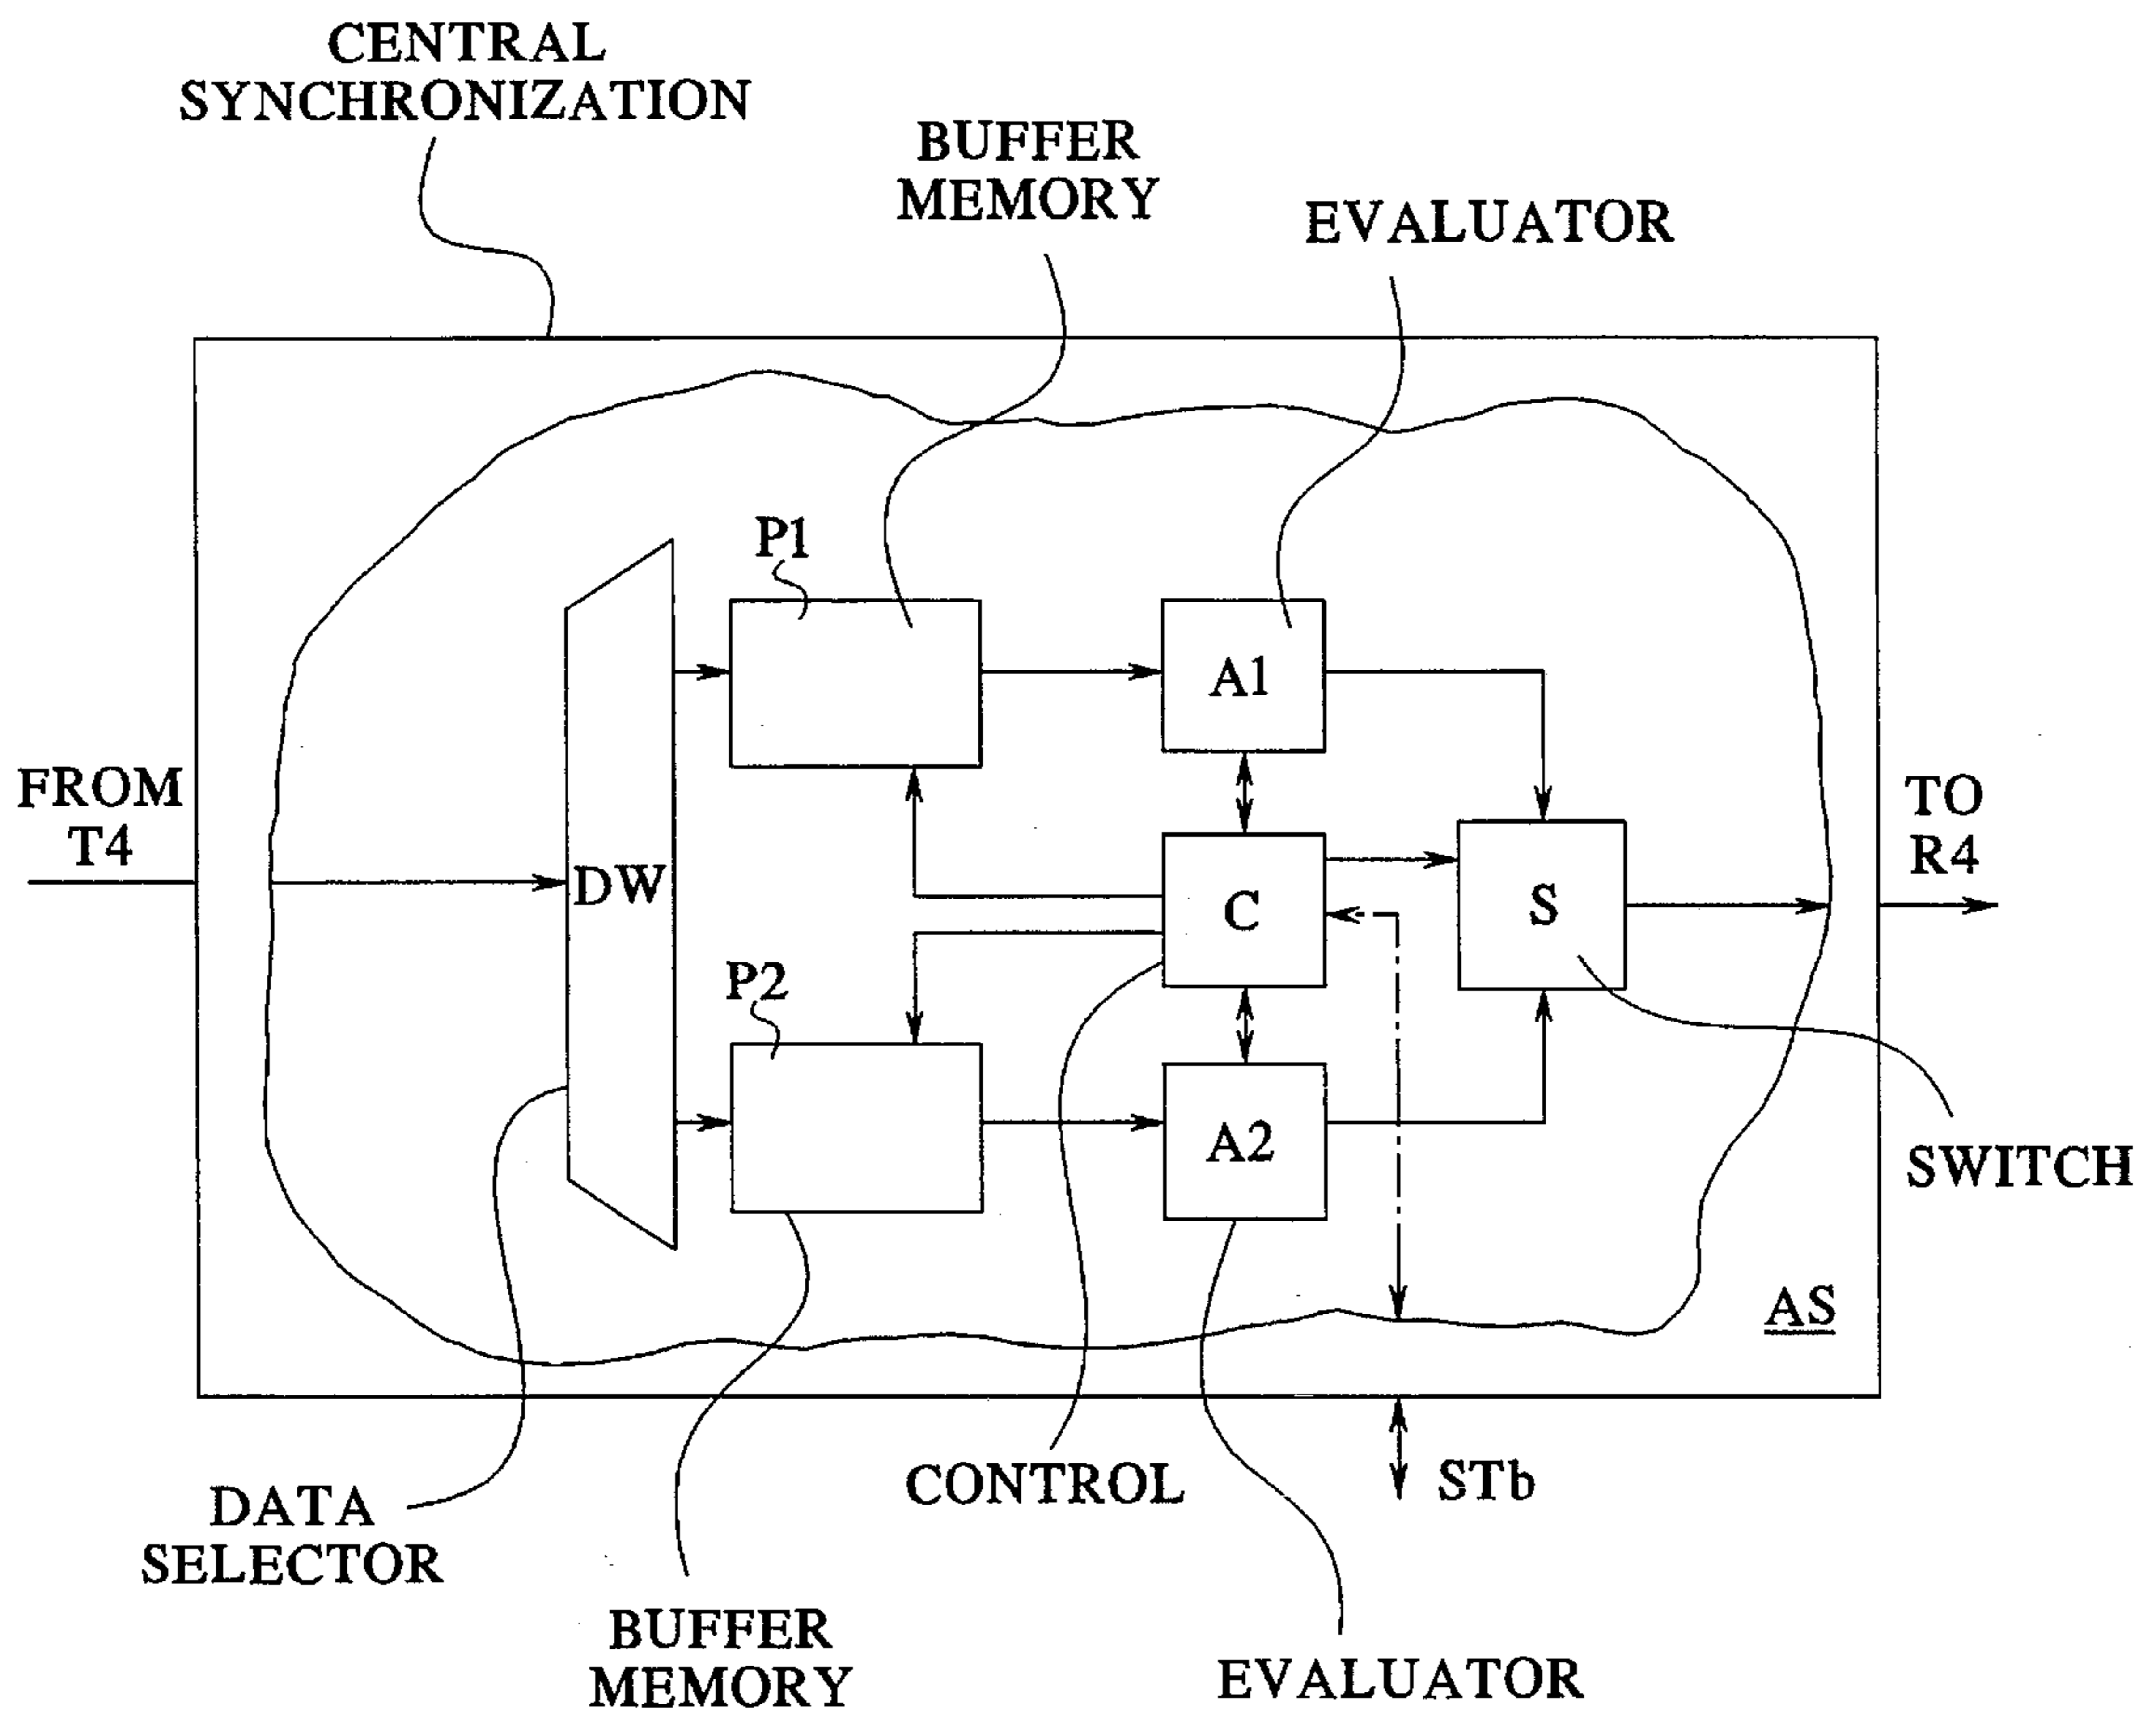 CENTRAL
SYNCHRONIZATION
BUFFER
MEMORY
EVALUATOR
P1
A1
FROM
T4
TO
R4
DW
C
S
P2
A2
SWITCH
AS
CONTROL
STb
DATA
SELECTOR
BUFFER
MEMORY
EVALUATOR